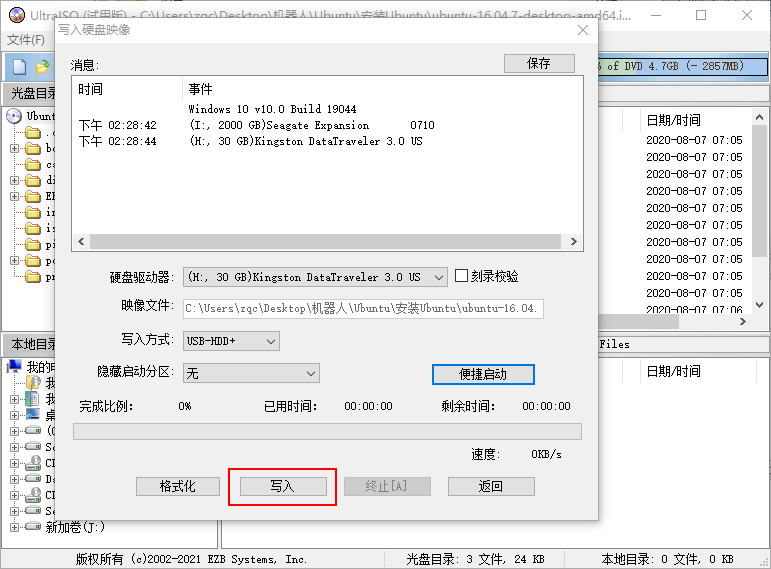 UltraISO (试用版) - C:\Users\zqc\Desktop\机器人\Ubuntu\安装Ubuntu\ubuntu-16.04.7-desktop-amd64.i...
文件(F)
写入硬盘映像
% of DVD 4.7GB (- 2857MB)
光盘目录
消息:
保存
时间 事件
Windows 10 v10.0 Build 19044
下午 02:28:42 (I:, 2000 GB)Seagate Expansion 0710
下午 02:28:44 (H:, 30 GB)Kingston DataTraveler 3.0 US
Ubunt
日期/时间
2020-08-07 07:05
2020-08-07 07:05
2020-08-07 07:05
2020-08-07 07:05
2020-08-07 07:05
2020-08-07 07:05
2020-08-07 07:05
2020-08-07 07:05
2020-08-07 07:05
2020-08-07 07:06
2020-08-07 07:06
硬盘驱动器: (H:, 30 GB)Kingston DataTraveler 3.0 US 刻录校验
映像文件: C:\Users\zqc\Desktop\机器人\Ubuntu\安装Ubuntu\ubuntu-16.04.
写入方式: USB-HDD+
隐藏启动分区: 无
便捷启动
完成比例: 0% 已用时间: 00:00:00 剩余时间: 00:00:00
速度: 0KB/s
格式化 写入 终止[A] 返回
本地目录
Files
日期/时间
我的电
新加卷(J:)
版权所有 (c)2002-2021 EZB Systems, Inc. 光盘目录: 3 文件, 24 KB 本地目录: 0 文件, 0 KB